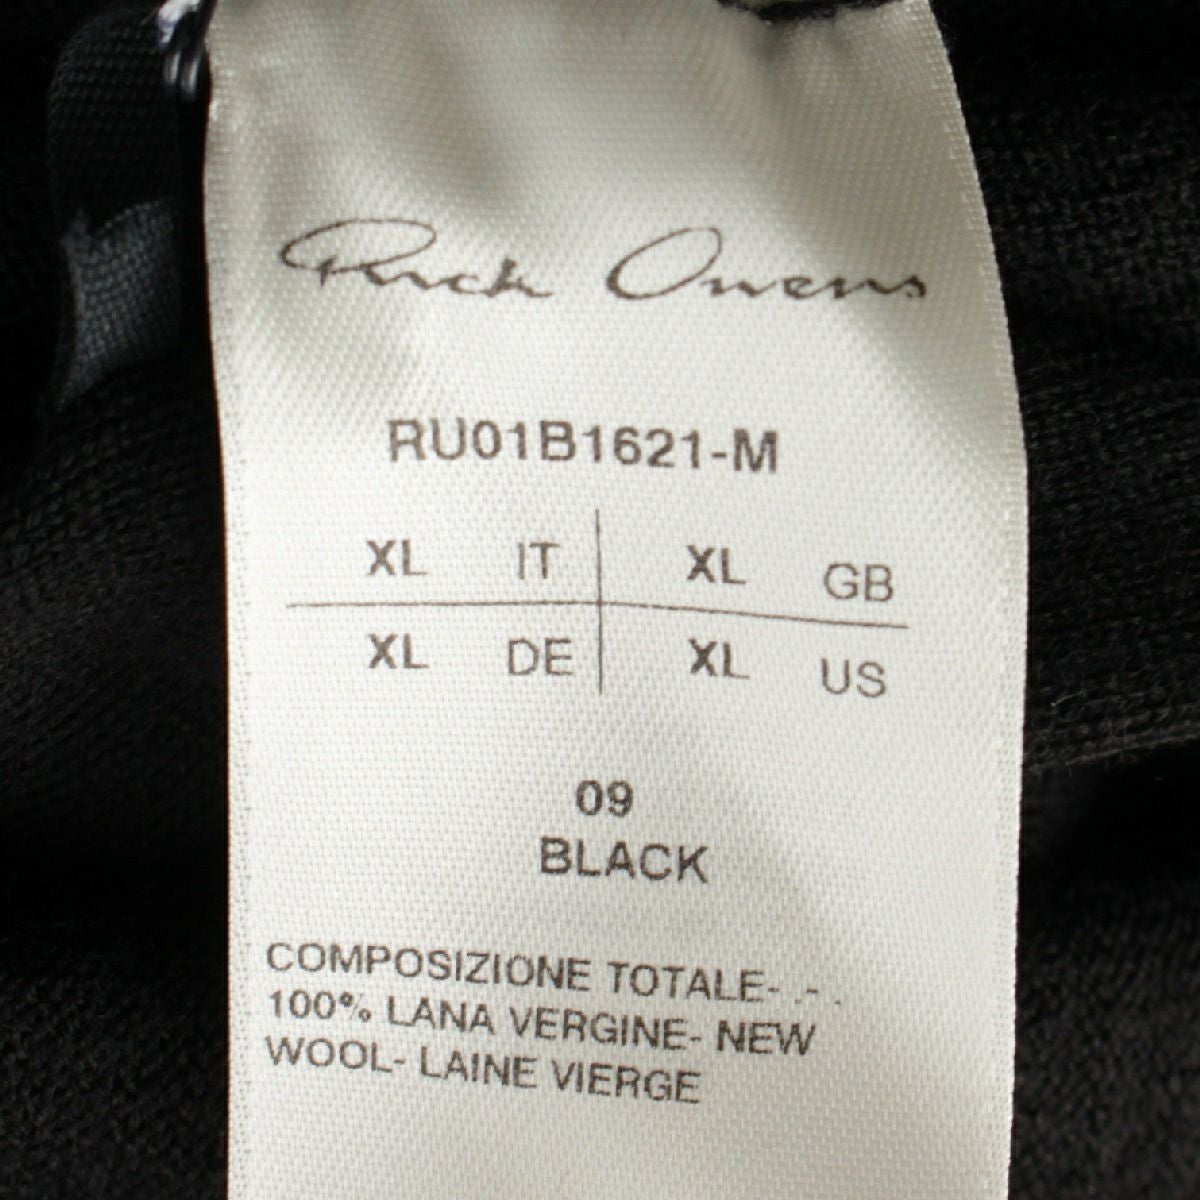 Rick Owens
RU01B1621-M
XL IT XL GB
XL DE XL US
09
BLACK
COMPOSIZIONE TOTALE- .- .
100% LANA VERGINE- NEW
WOOL- LAINE VIERGE